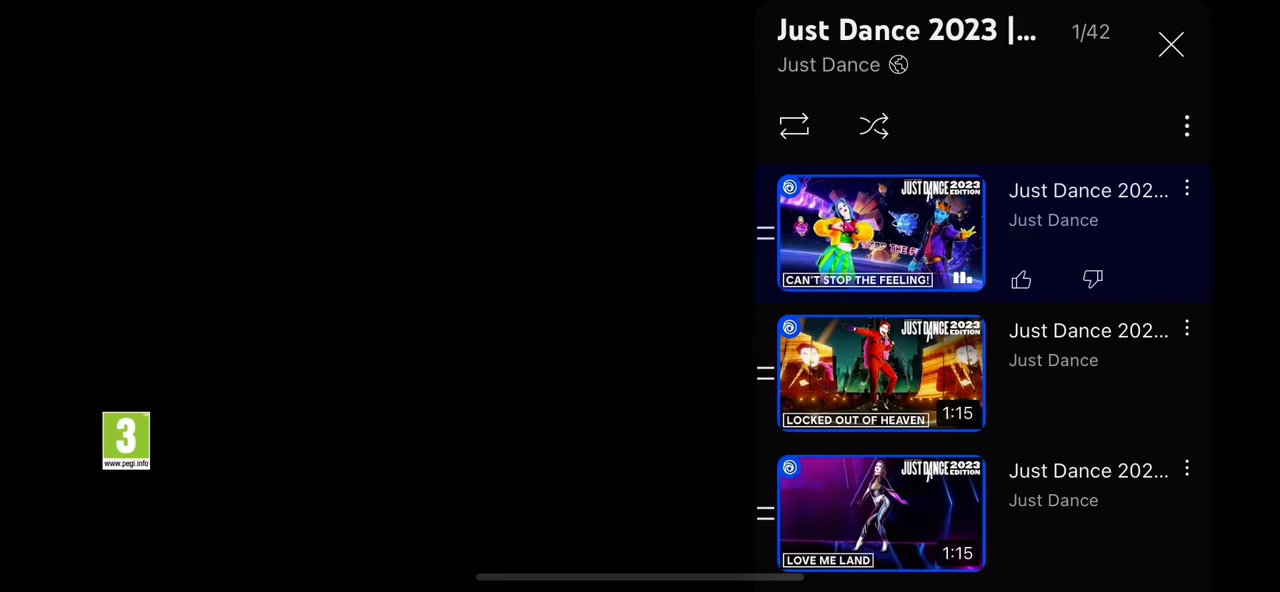 Just Dance 2023 |...
1/42
Just Dance
JUST DANCE 2023 EDITION
CAN'T STOP THE FEELING!
Just Dance 202...
Just Dance
JUST DANCE 2023 EDITION
LOCKED OUT OF HEAVEN
1:15
Just Dance 202...
Just Dance
3
www.pegi.info
JUST DANCE 2023 EDITION
LOVE ME LAND
1:15
Just Dance 202...
Just Dance